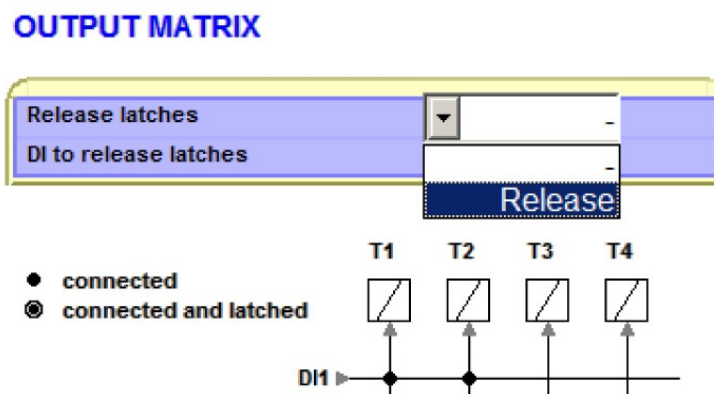 OUTPUT MATRIX
Release latches -
DI to release latches -
Release
T1 T2 T3 T4
connected
connected and latched
DI1